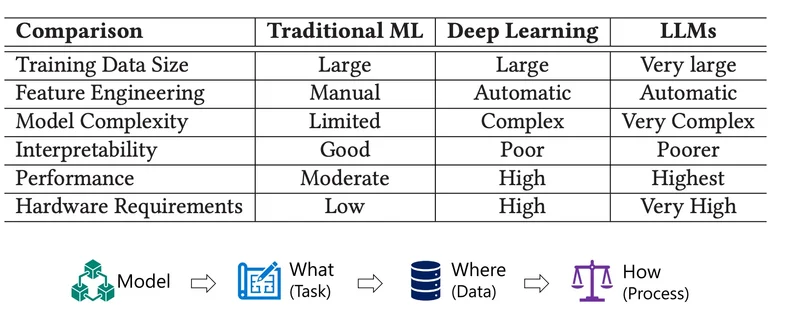 Comparison Traditional ML Deep Learning LLMs
Training Data Size Large Large Very large
Feature Engineering Manual Automatic Automatic
Model Complexity Limited Complex Very Complex
Interpretability Good Poor Poorer
Performance Moderate High Highest
Hardware Requirements Low High Very High
Model What (Task) Where (Data) How (Process)